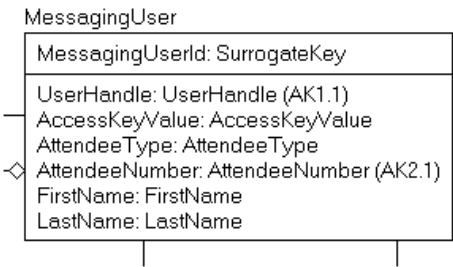 MessagingUser
MessagingUserId: SurrogateKey
UserHandle: UserHandle (AK1.1)
AccessKeyValue: AccessKeyValue
AttendeeType: AttendeeType
AttendeeNumber: AttendeeNumber (AK2.1)
FirstName: FirstName
LastName: LastName